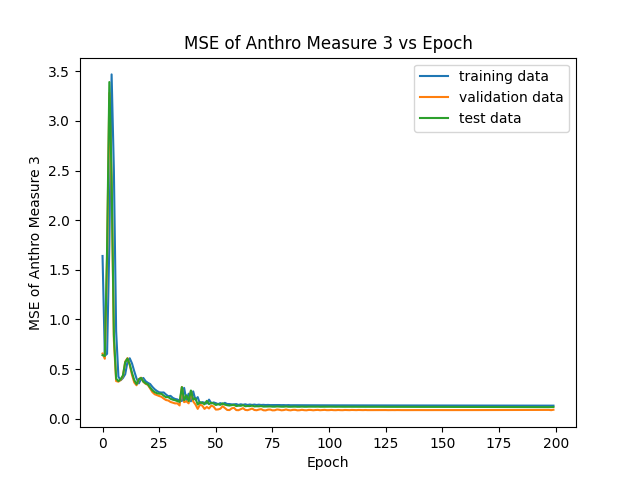 MSE of Anthro Measure 3 vs Epoch
MSE of Anthro Measure 3
3.5
3.0
2.5
2.0
1.5
1.0
0.5
0.0
training data
validation data
test data
0 25 50 75 100 125 150 175 200
Epoch